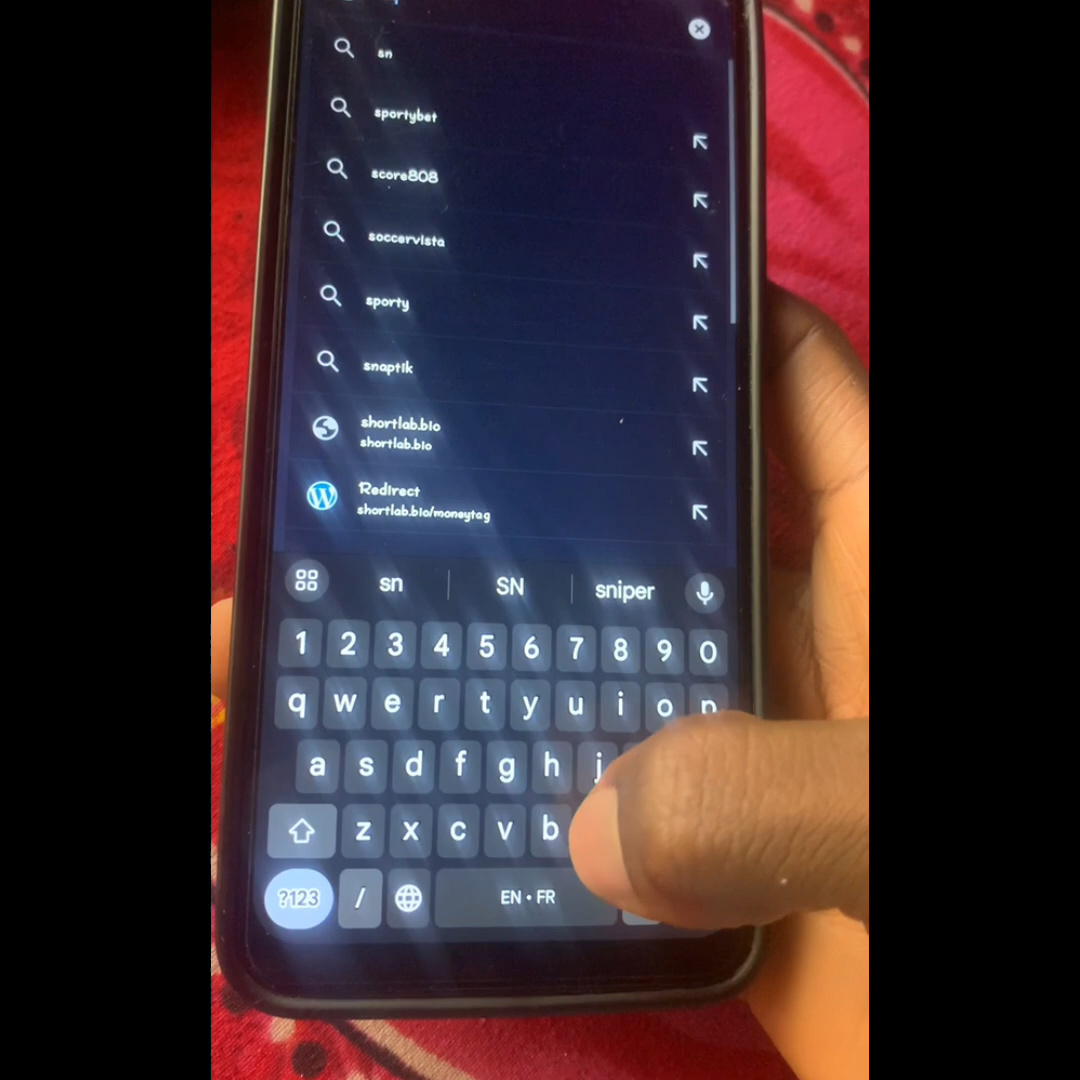 sn
sportybet
score808
soccervista
sporty
snaptik
shortlab.bio
shortlab.bio
Redirect
shortlab.bio/moneytag
sn SN sniper
1 2 3 4 5 6 7 8 9 0
q w e r t y u i o p
a s d f g h j
z x c v b
?123 / EN • FR